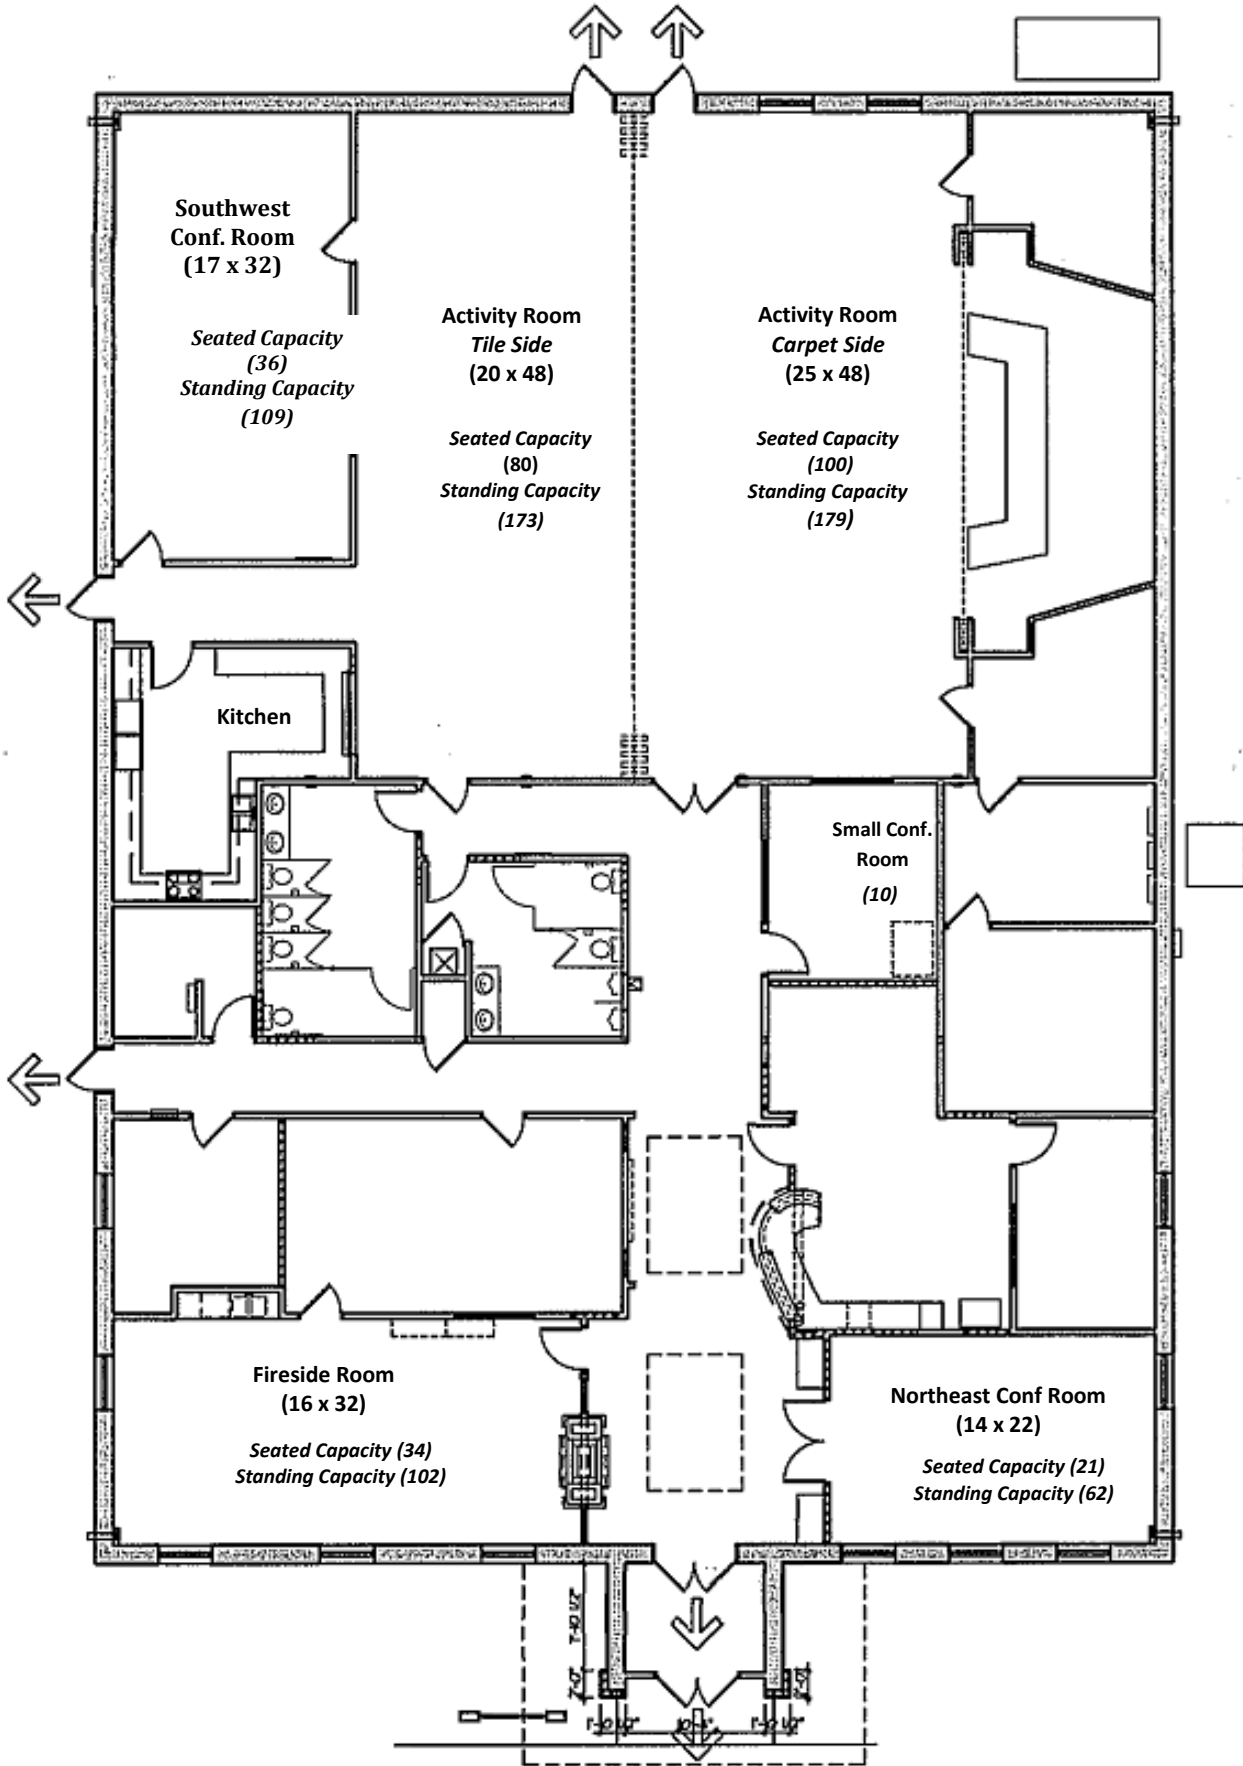 Southwest
Conf. Room
(17 x 32)
Seated Capacity
(36)
Standing Capacity
(109)
Activity Room
Tile Side
(20 x 48)
Seated Capacity
(80)
Standing Capacity
(173)
Activity Room
Carpet Side
(25 x 48)
Seated Capacity
(100)
Standing Capacity
(179)
Kitchen
Small Conf.
Room
(10)
Fireside Room
(16 x 32)
Seated Capacity (34)
Standing Capacity (102)
Northeast Conf Room
(14 x 22)
Seated Capacity (21)
Standing Capacity (62)